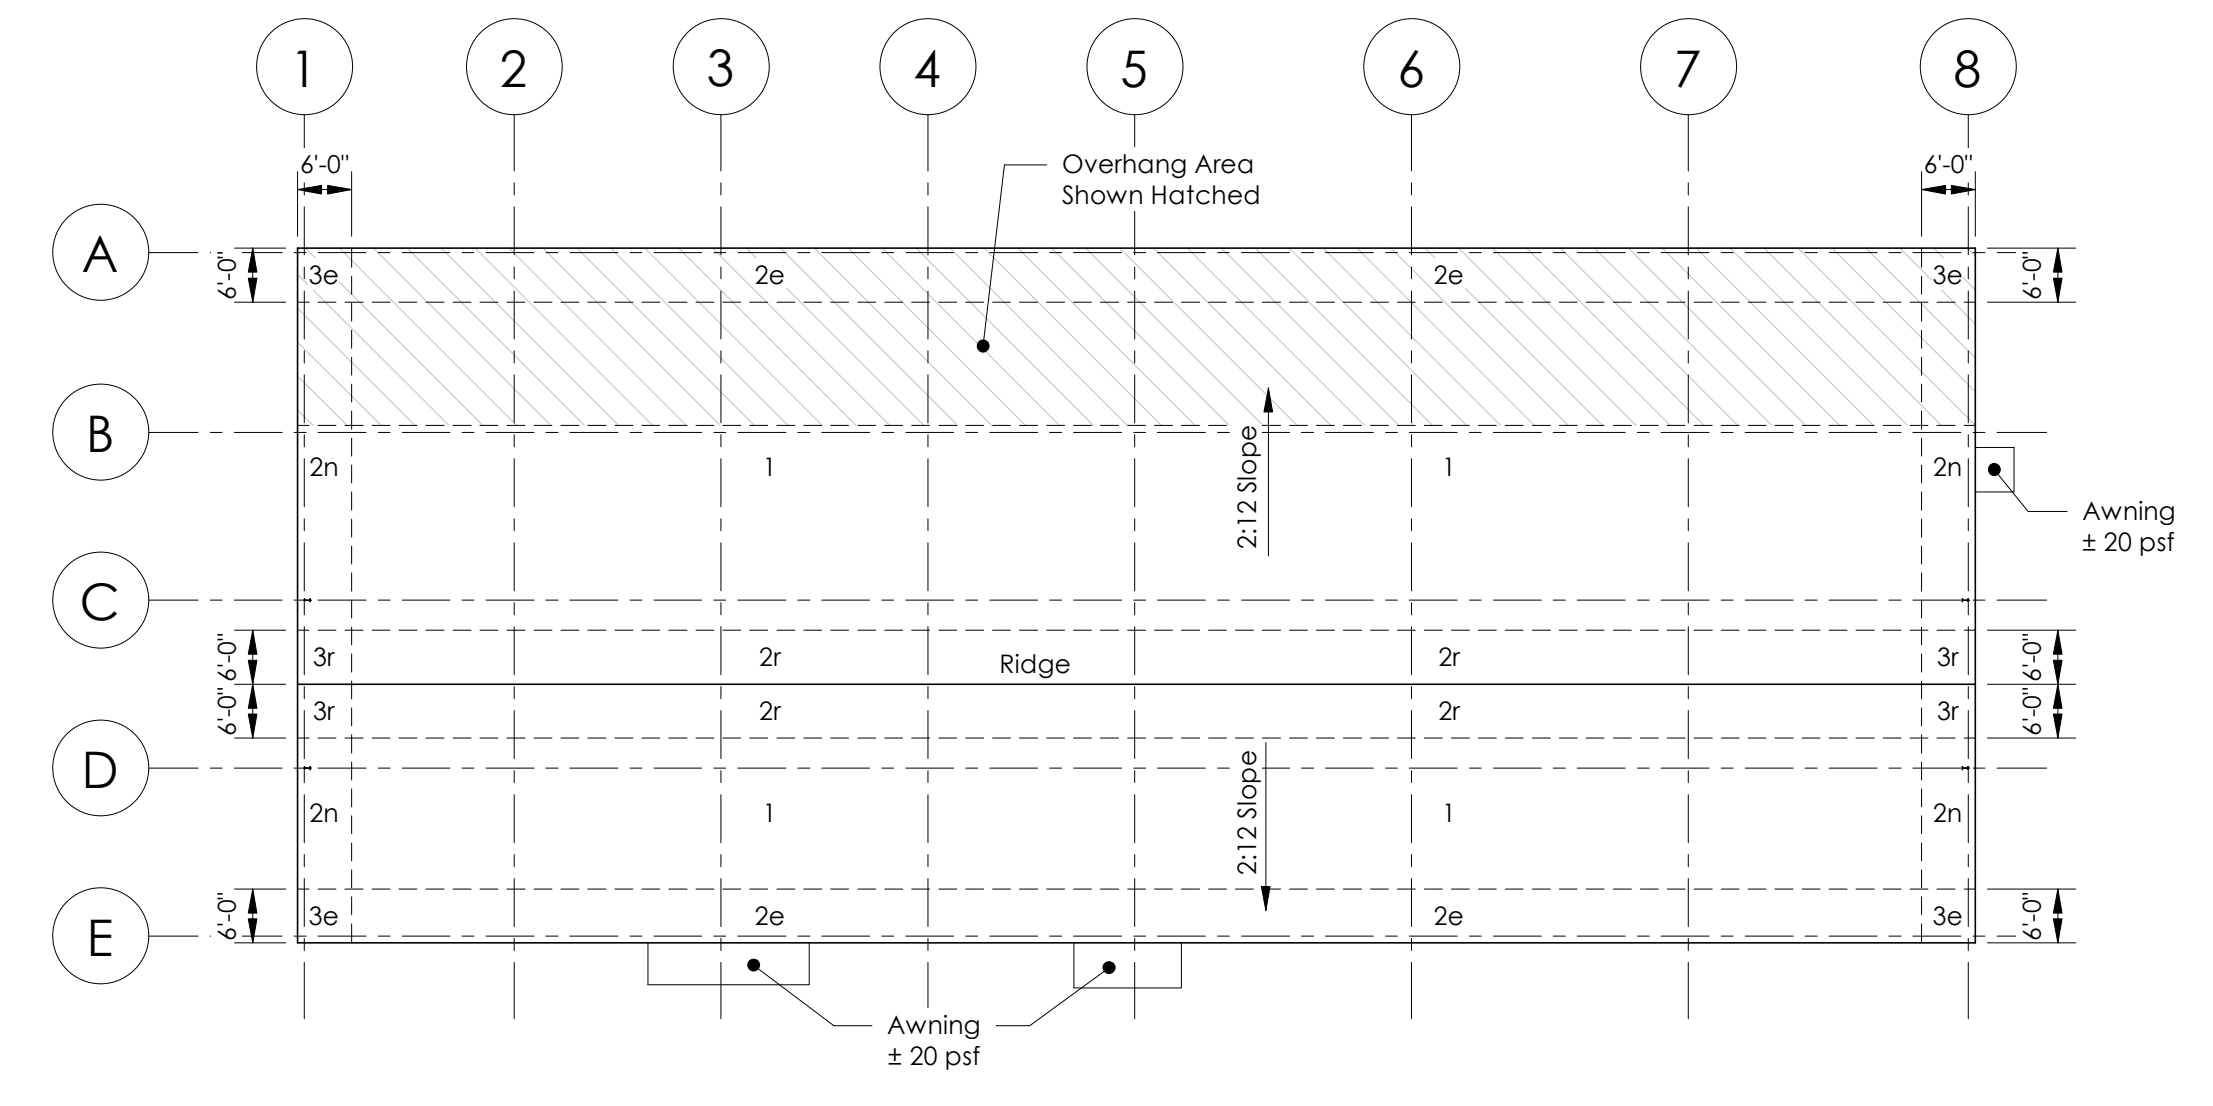 1 2 3 4 5 6 7 8
6'-0" 6'-0"
Overhang Area
Shown Hatched
A
6'-0" 3e 2e 2e 3e 6'-0"
B
2:12 Slope
2n 1 1 2n
Awning
± 20 psf
C
6'-0" 3r 2r Ridge 2r 3r 6'-0"
6'-0" 3r 2r 2r 3r 6'-0"
D
2:12 Slope
2n 1 1 2n
E
6'-0" 3e 2e 2e 3e 6'-0"
Awning
± 20 psf